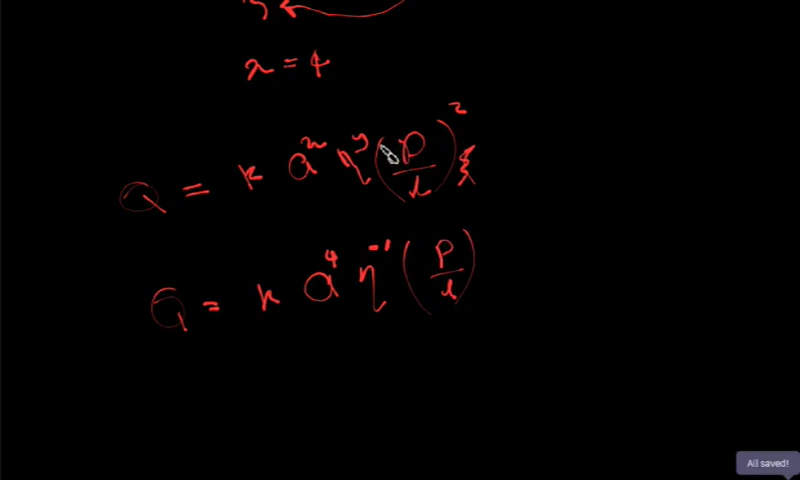 x = 4
Q = k a^x η^y (P/l)^z
Q = k a^4 η^-1 (P/l)
All saved!